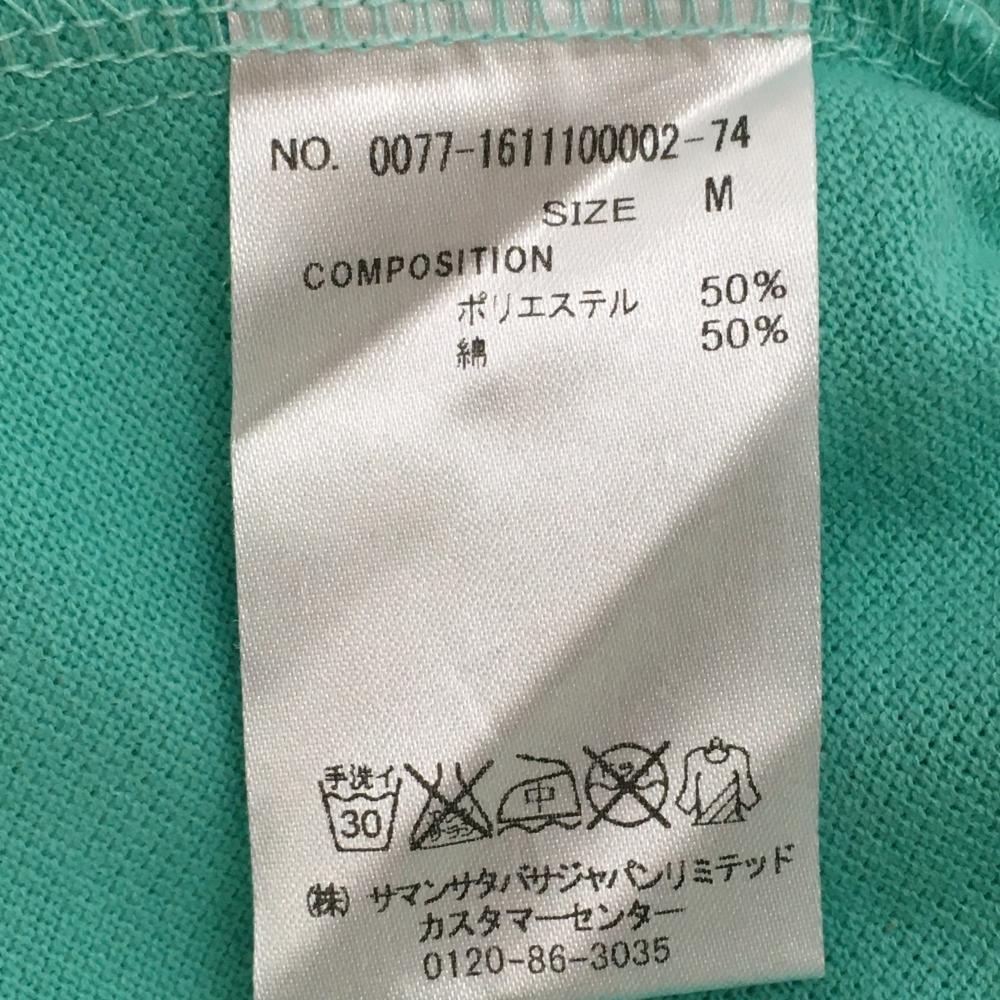 NO. 0077-1611100002-74
SIZE M
COMPOSITION
ポリエステル 50%
綿 50%
手洗イ
30
中
(株) サマンサタバサジャパンリミテッド
カスタマーセンター
0120-86-3035